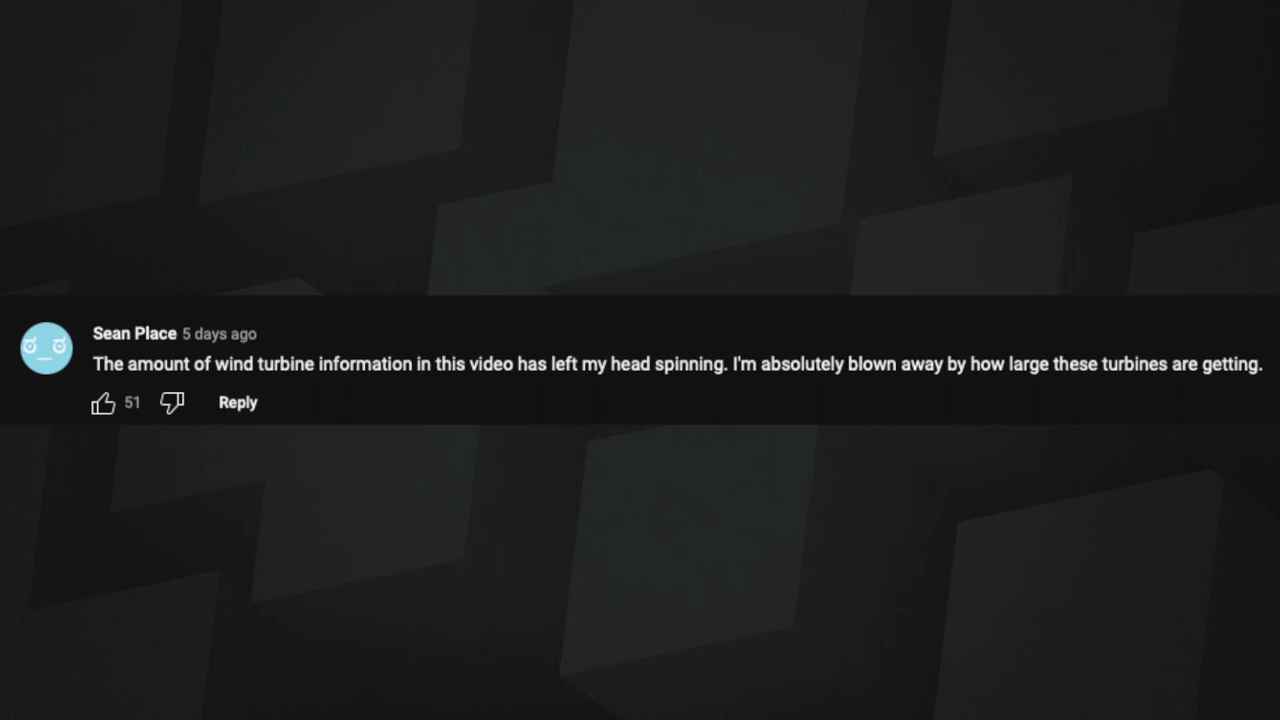 Sean Place 5 days ago
The amount of wind turbine information in this video has left my head spinning. I'm absolutely blown away by how large these turbines are getting.
51 Reply